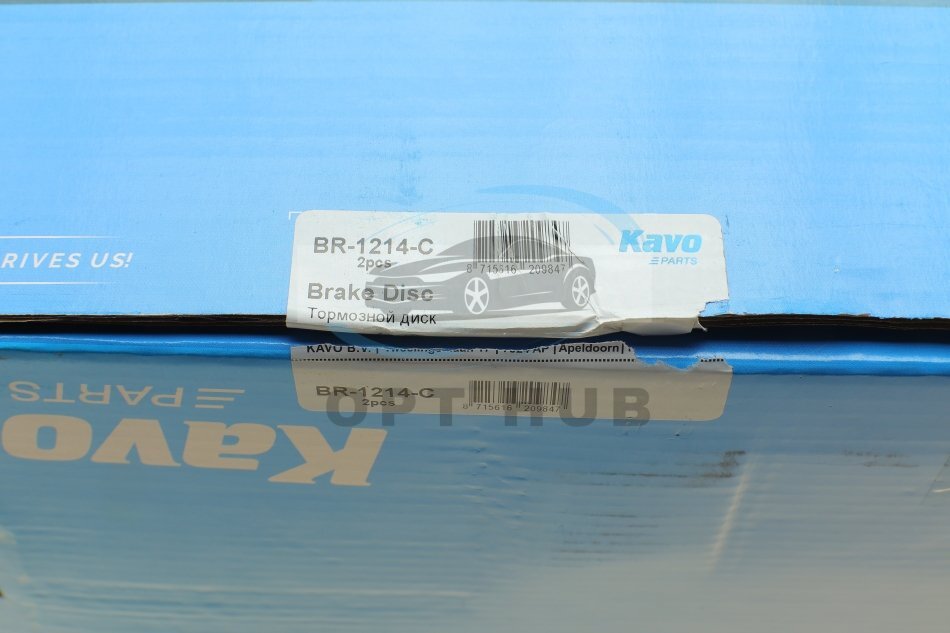 RIVES US!
BR-1214-C
2pcs
8 715616 209847
Kavo
PARTS
Brake Disc
Тормозной диск
KAVO B.V. | | Apeldoorn |
BR-1214-C
2pcs
8 715616 209847
OPT HUB
PARTS
Kavo